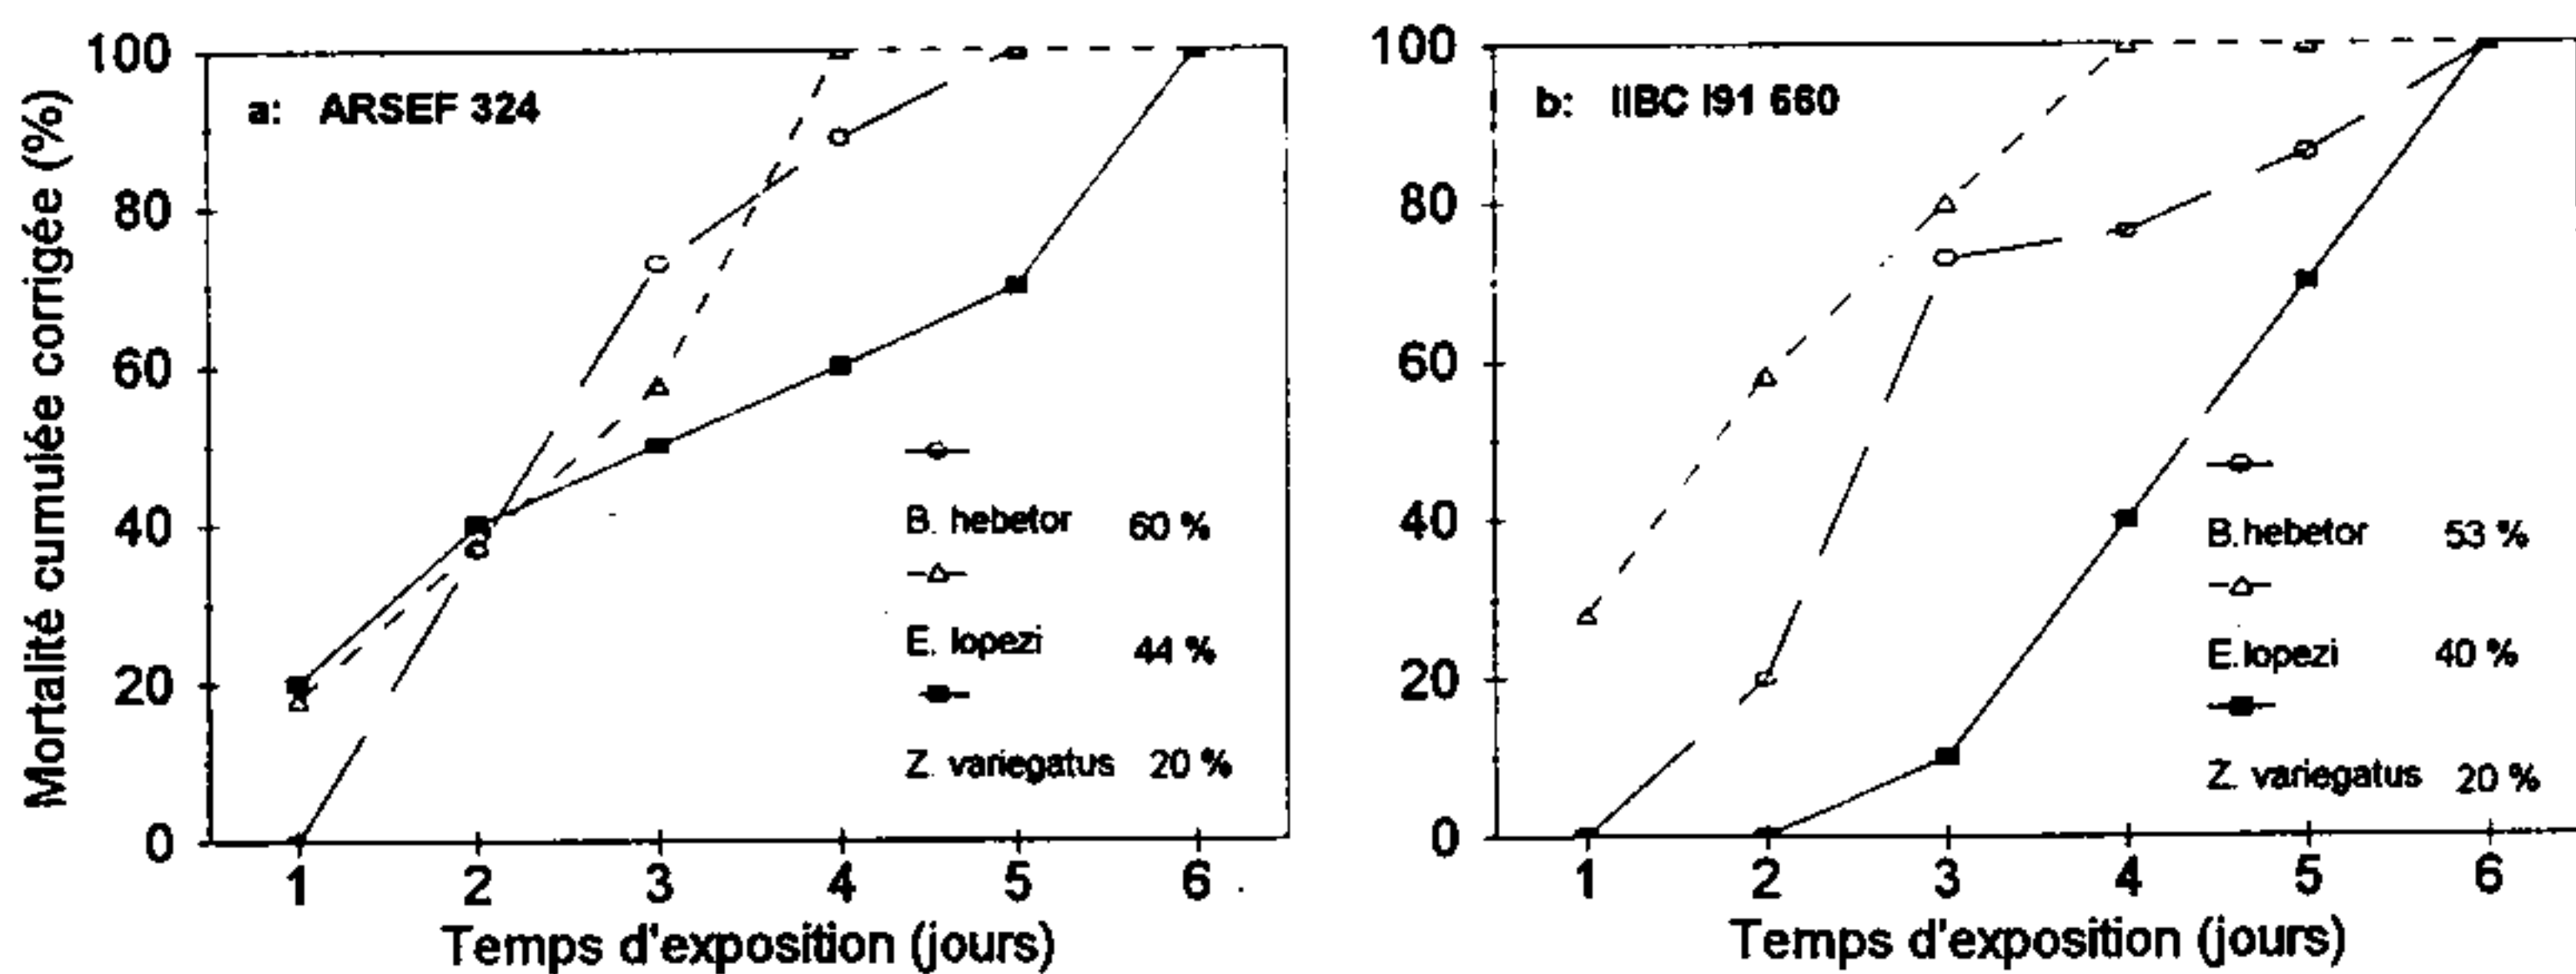 Mortalité cumulée corrigée (%)
100
80
60
40
20
0
a: ARSEF 324
B. hebetor 60 %
E. lopezi 44 %
Z. variegatus 20 %
1 2 3 4 5 6
Temps d'exposition (jours)
100
80
60
40
20
0
b: IIBC I91 660
B.hebetor 53 %
E.lopezi 40 %
Z. variegatus 20 %
1 2 3 4 5 6
Temps d'exposition (jours)